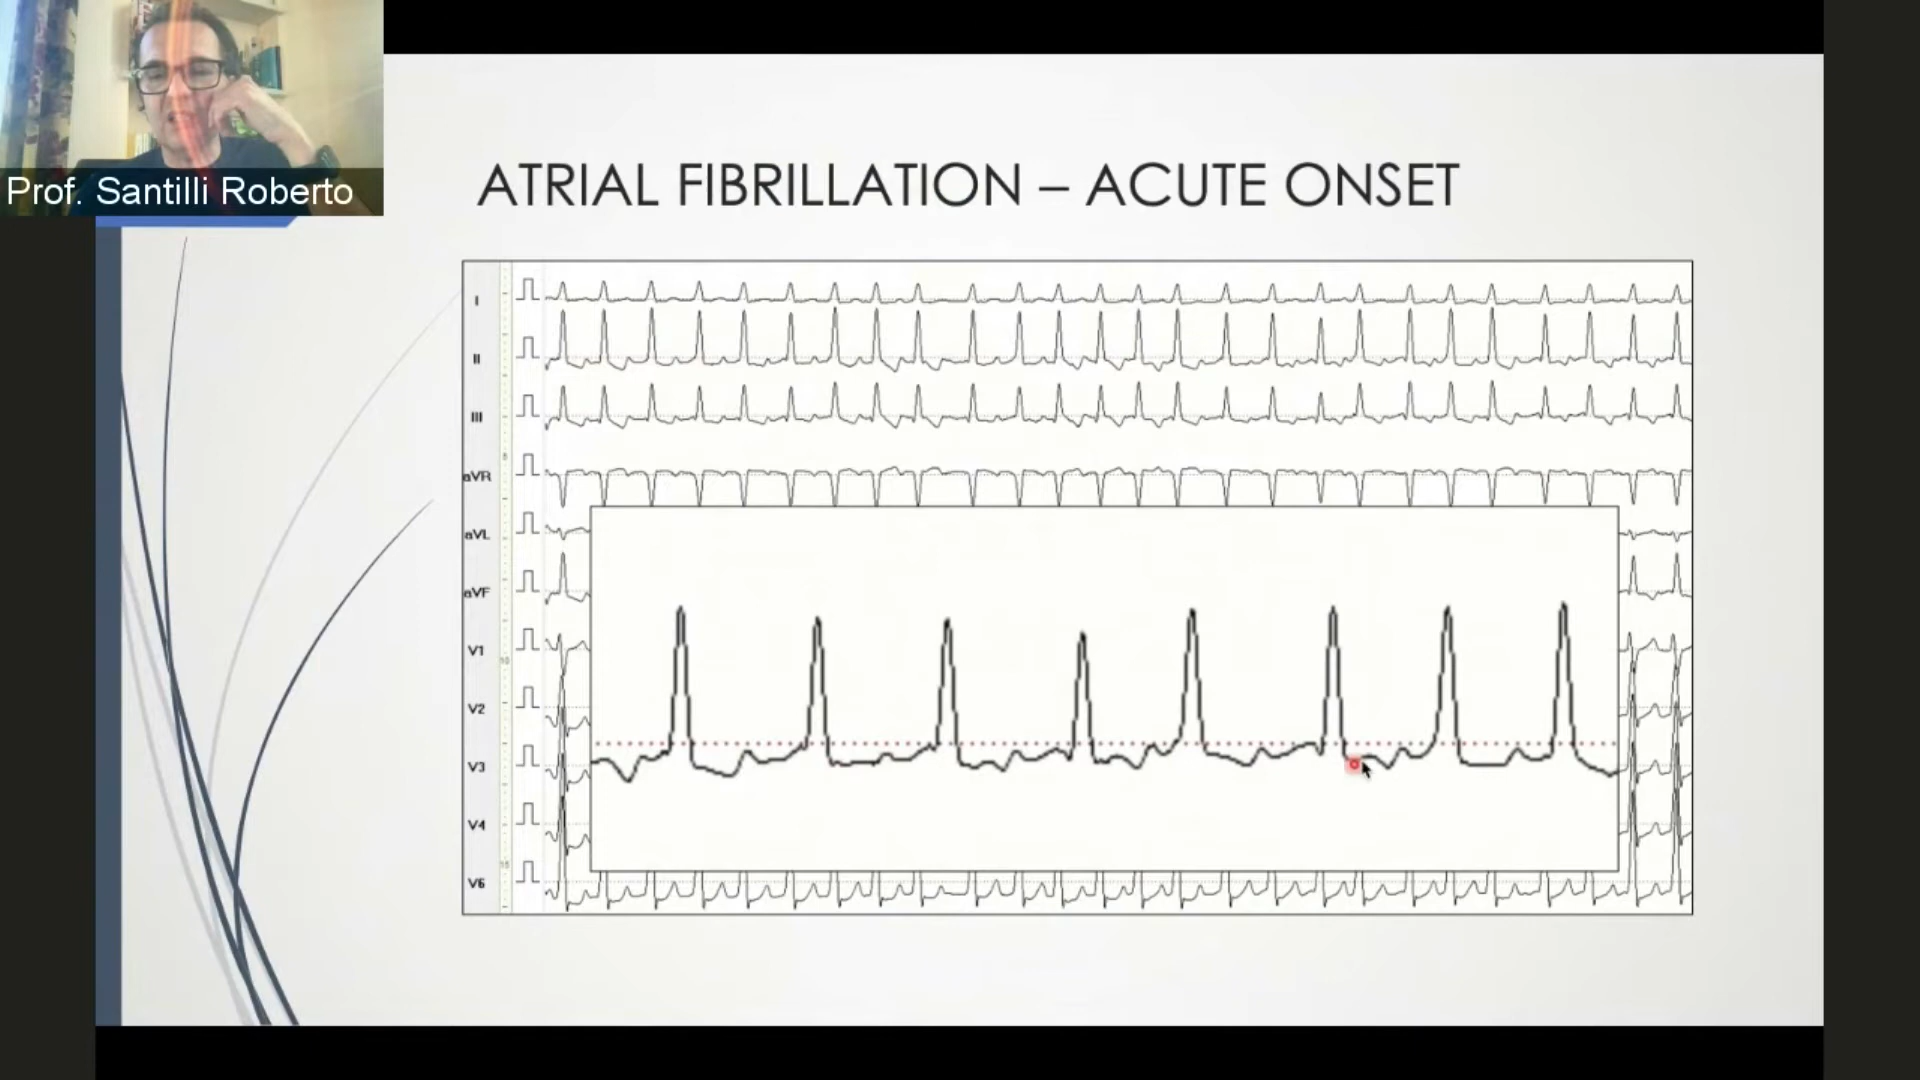 Prof. Santilli Roberto
ATRIAL FIBRILLATION – ACUTE ONSET
I
II
III
aVR
aVL
aVF
V1
V2
V3
V4
V6